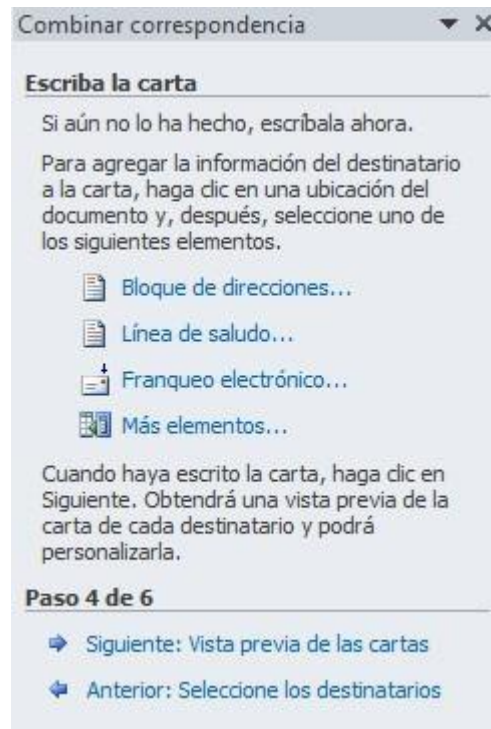 Combinar correspondencia
Escriba la carta
Si aún no lo ha hecho, escríbala ahora.
Para agregar la información del destinatario
a la carta, haga clic en una ubicación del
documento y, después, seleccione uno de
los siguientes elementos.
Bloque de direcciones...
Línea de saludo...
Franqueo electrónico...
Más elementos...
Cuando haya escrito la carta, haga clic en
Siguiente. Obtendrá una vista previa de la
carta de cada destinatario y podrá
personalizarla.
Paso 4 de 6
Siguiente: Vista previa de las cartas
Anterior: Seleccione los destinatarios